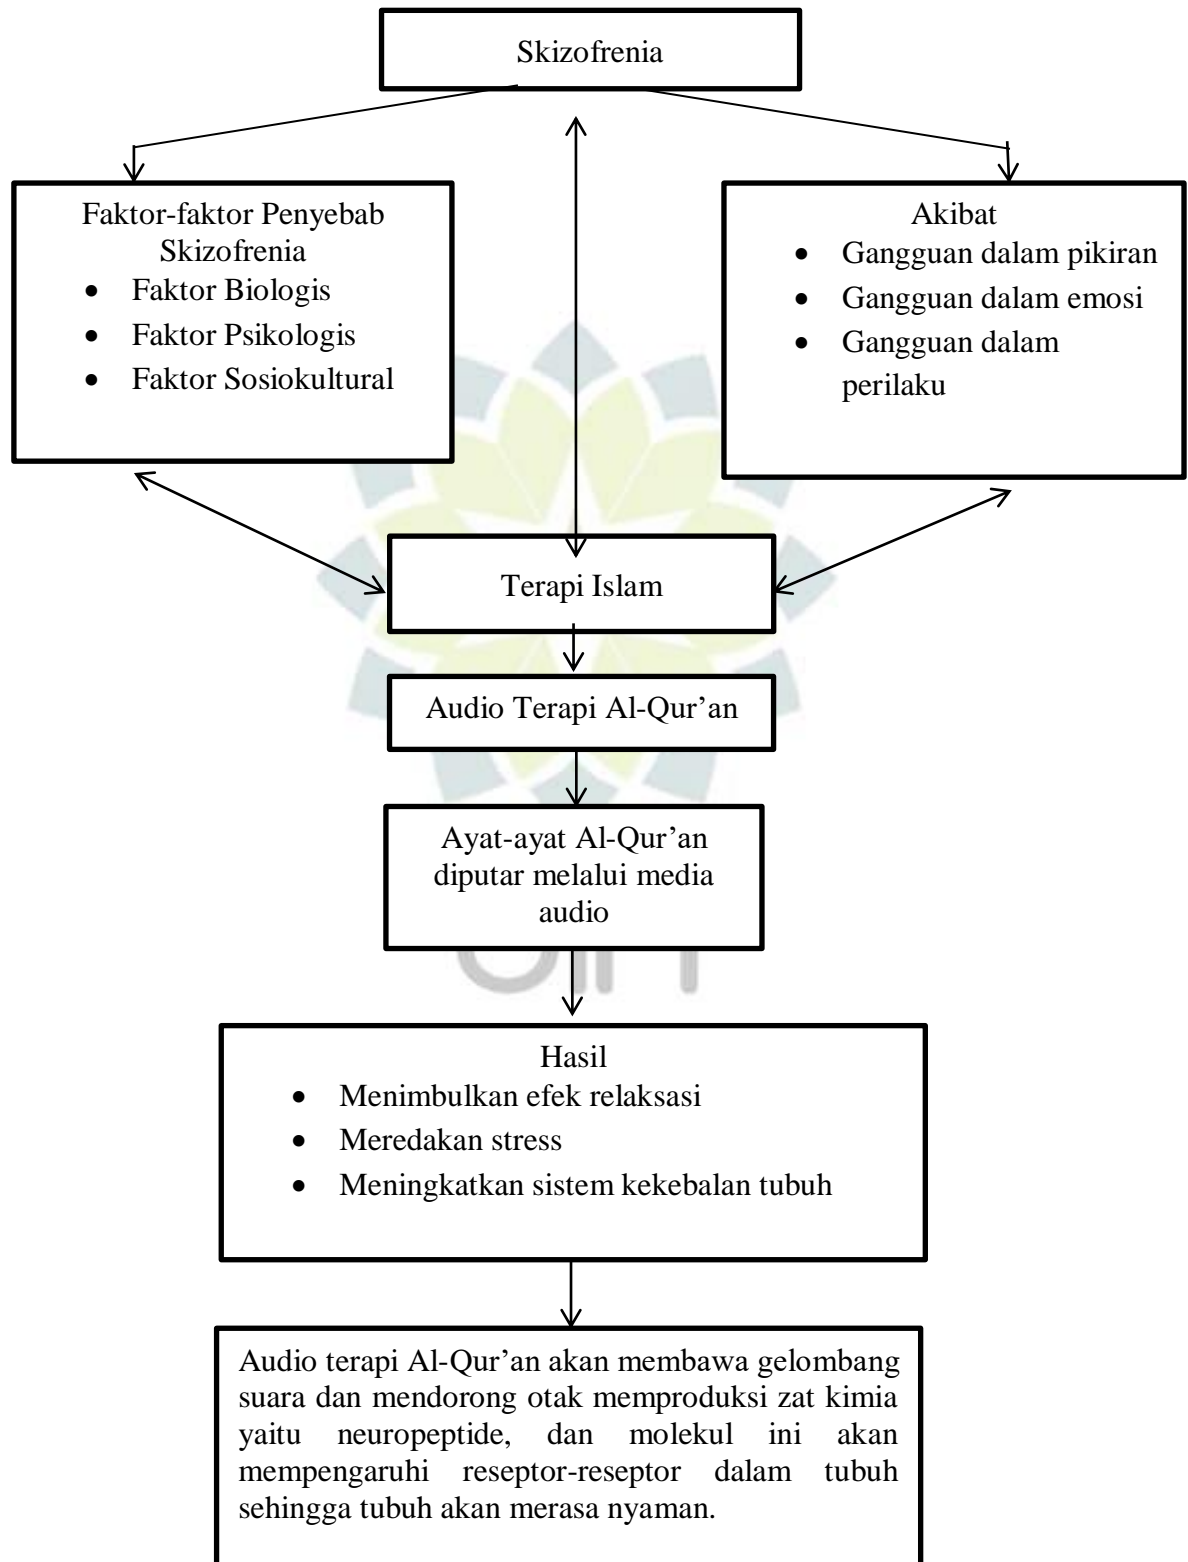 Skizofrenia
Faktor-faktor Penyebab
Skizofrenia
• Faktor Biologis
• Faktor Psikologis
• Faktor Sosiokultural
Akibat
• Gangguan dalam pikiran
• Gangguan dalam emosi
• Gangguan dalam
perilaku
Terapi Islam
Audio Terapi Al-Qur’an
Ayat-ayat Al-Qur’an
diputar melalui media
audio
uin
Hasil
• Menimbulkan efek relaksasi
• Meredakan stress
• Meningkatkan sistem kekebalan tubuh
Audio terapi Al-Qur’an akan membawa gelombang
suara dan mendorong otak memproduksi zat kimia
yaitu neuropeptide, dan molekul ini akan
mempengaruhi reseptor-reseptor dalam tubuh
sehingga tubuh akan merasa nyaman.